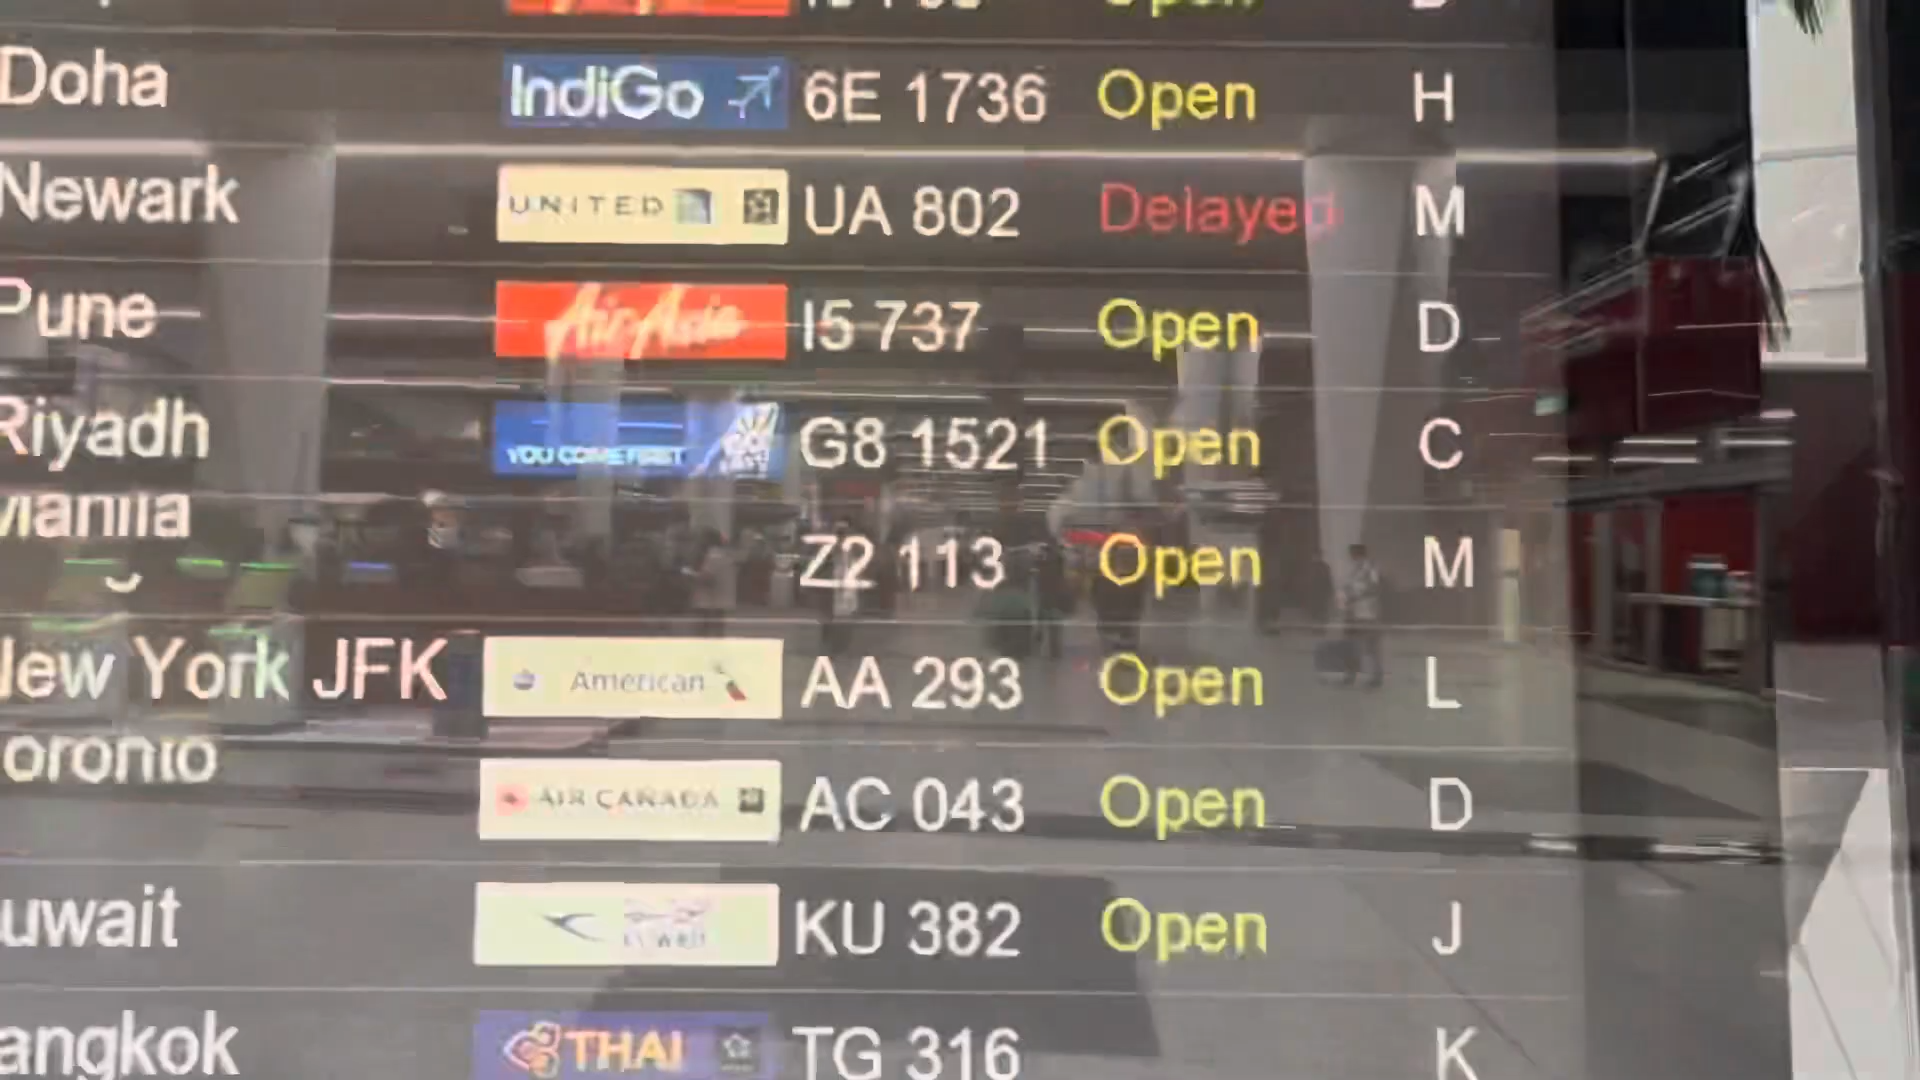 Doha IndiGo 6E 1736 Open H
Newark UNITED UA 802 Delayed M
Pune AirAsia I5 737 Open D
Riyadh YOU COME FIRST G8 1521 Open C
Manila Z2 113 Open M
New York JFK American AA 293 Open L
oronto AIR CANADA AC 043 Open D
uwait KU 382 Open J
angkok THAI TG 316 K